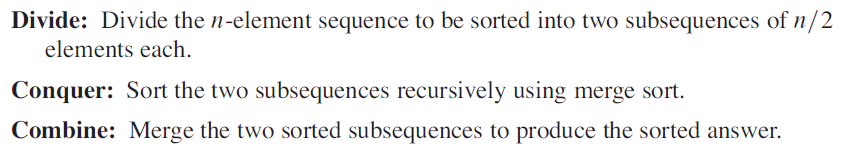 Divide: Divide the n-element sequence to be sorted into two subsequences of n/2
elements each.
Conquer: Sort the two subsequences recursively using merge sort.
Combine: Merge the two sorted subsequences to produce the sorted answer.